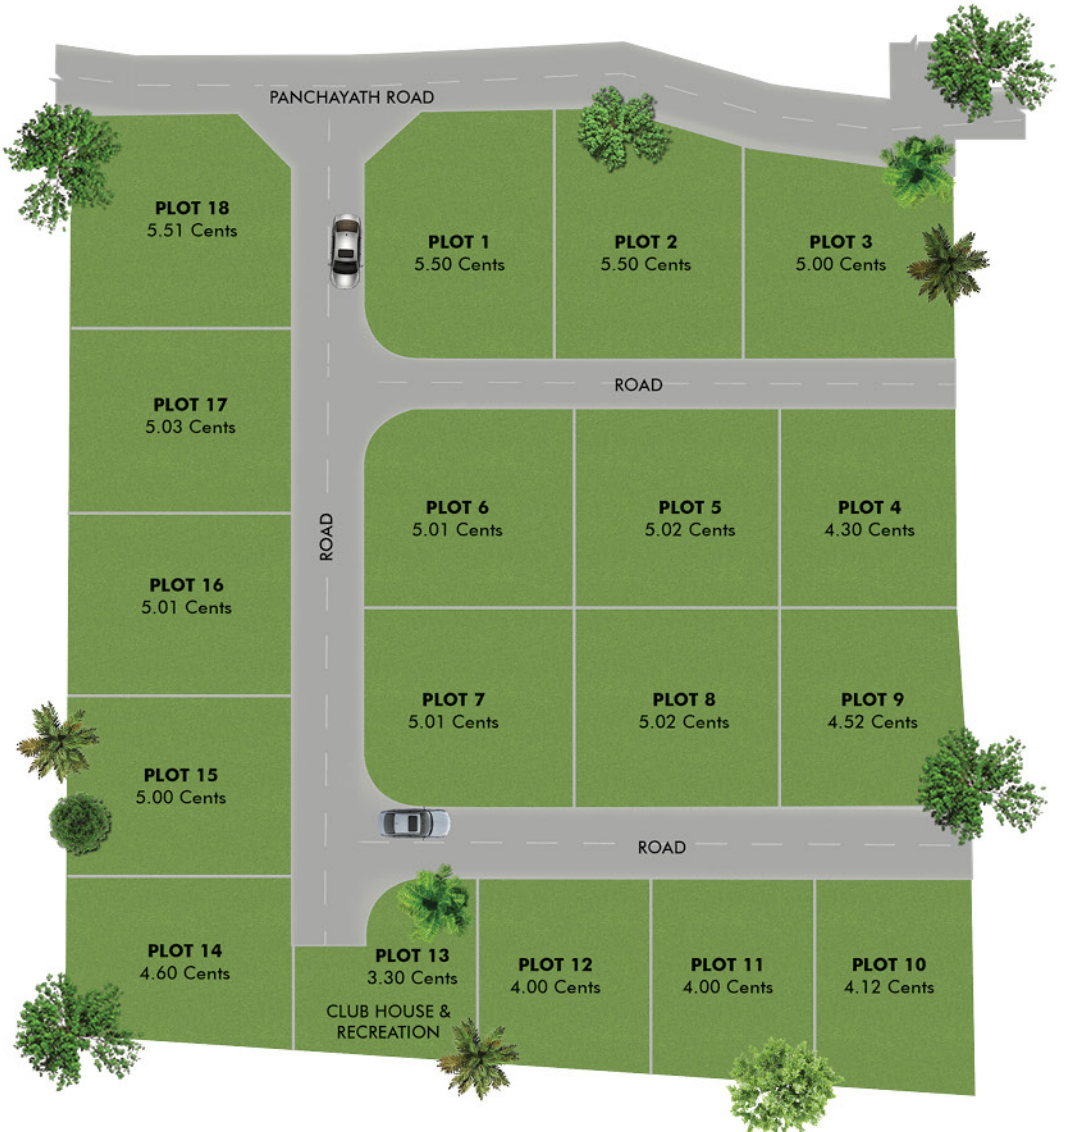 PANCHAYATH ROAD
PLOT 18
5.51 Cents
PLOT 1
5.50 Cents
PLOT 2
5.50 Cents
PLOT 3
5.00 Cents
ROAD
PLOT 17
5.03 Cents
PLOT 6
5.01 Cents
PLOT 5
5.02 Cents
PLOT 4
4.30 Cents
ROAD
PLOT 16
5.01 Cents
PLOT 7
5.01 Cents
PLOT 8
5.02 Cents
PLOT 9
4.52 Cents
PLOT 15
5.00 Cents
ROAD
PLOT 14
4.60 Cents
PLOT 13
3.30 Cents
CLUB HOUSE &
RECREATION
PLOT 12
4.00 Cents
PLOT 11
4.00 Cents
PLOT 10
4.12 Cents